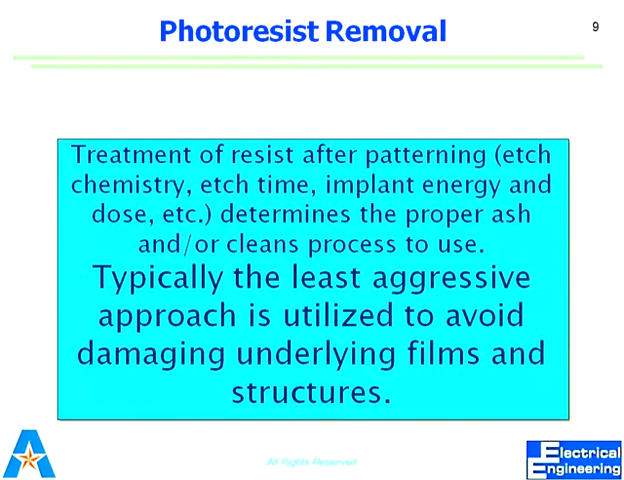 Photoresist Removal
9
Treatment of resist after patterning (etch
chemistry, etch time, implant energy and
dose, etc.) determines the proper ash
and/or cleans process to use.
Typically the least aggressive
approach is utilized to avoid
damaging underlying films and
structures.
All Rights Reserved
Electrical
Engineering